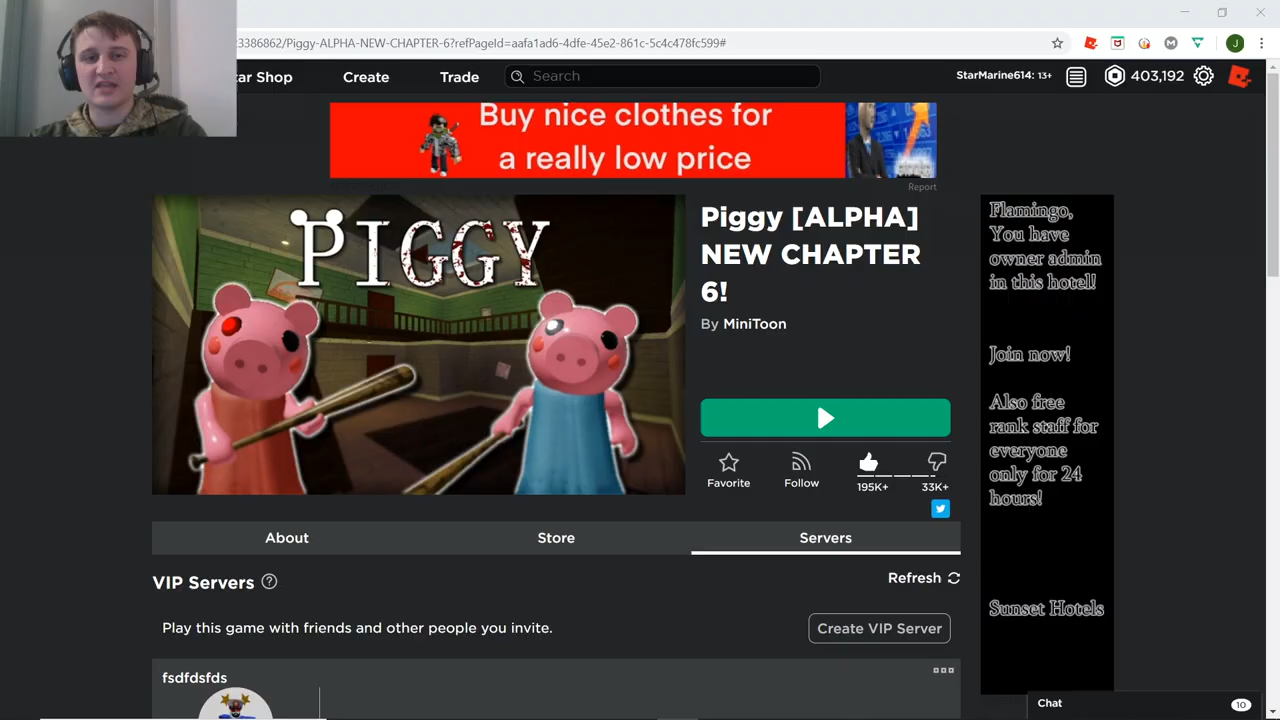 3386862/Piggy-ALPHA-NEW-CHAPTER-6?refPageId=aafa1ad6-4dfe-45e2-861c-5c4c478fc599#
J
ar Shop
Create
Trade
Search
StarMarine614: 13+
403,192
Buy nice clothes for
a really low price
Report
PIGGY
Piggy [ALPHA]
NEW CHAPTER
6!
By MiniToon
Favorite
Follow
195K+
33K+
Flamingo,
You have
owner admin
in this hotel!
Join now!
Also free
rank staff for
everyone
only for 24
hours!
Sunset Hotels
About
Store
Servers
VIP Servers ?
Refresh
Play this game with friends and other people you invite.
Create VIP Server
fsdfdsfds
Chat
10